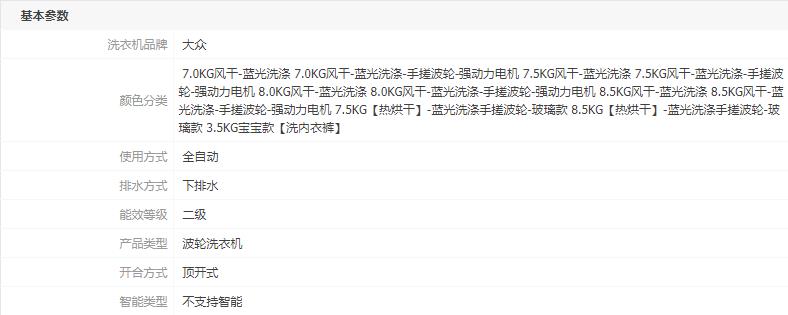 基本参数
洗衣机品牌 大众
颜色分类 7.0KG风干-蓝光洗涤 7.0KG风干-蓝光洗涤-手搓波轮-强动力电机 7.5KG风干-蓝光洗涤 7.5KG风干-蓝光洗涤-手搓波
轮-强动力电机 8.0KG风干-蓝光洗涤 8.0KG风干-蓝光洗涤-手搓波轮-强动力电机 8.5KG风干-蓝光洗涤 8.5KG风干-蓝
光洗涤-手搓波轮-强动力电机 7.5KG【热烘干】-蓝光洗涤手搓波轮-玻璃款 8.5KG【热烘干】-蓝光洗涤手搓波轮-玻
璃款 3.5KG宝宝款【洗内衣裤】
使用方式 全自动
排水方式 下排水
能效等级 二级
产品类型 波轮洗衣机
开合方式 顶开式
智能类型 不支持智能